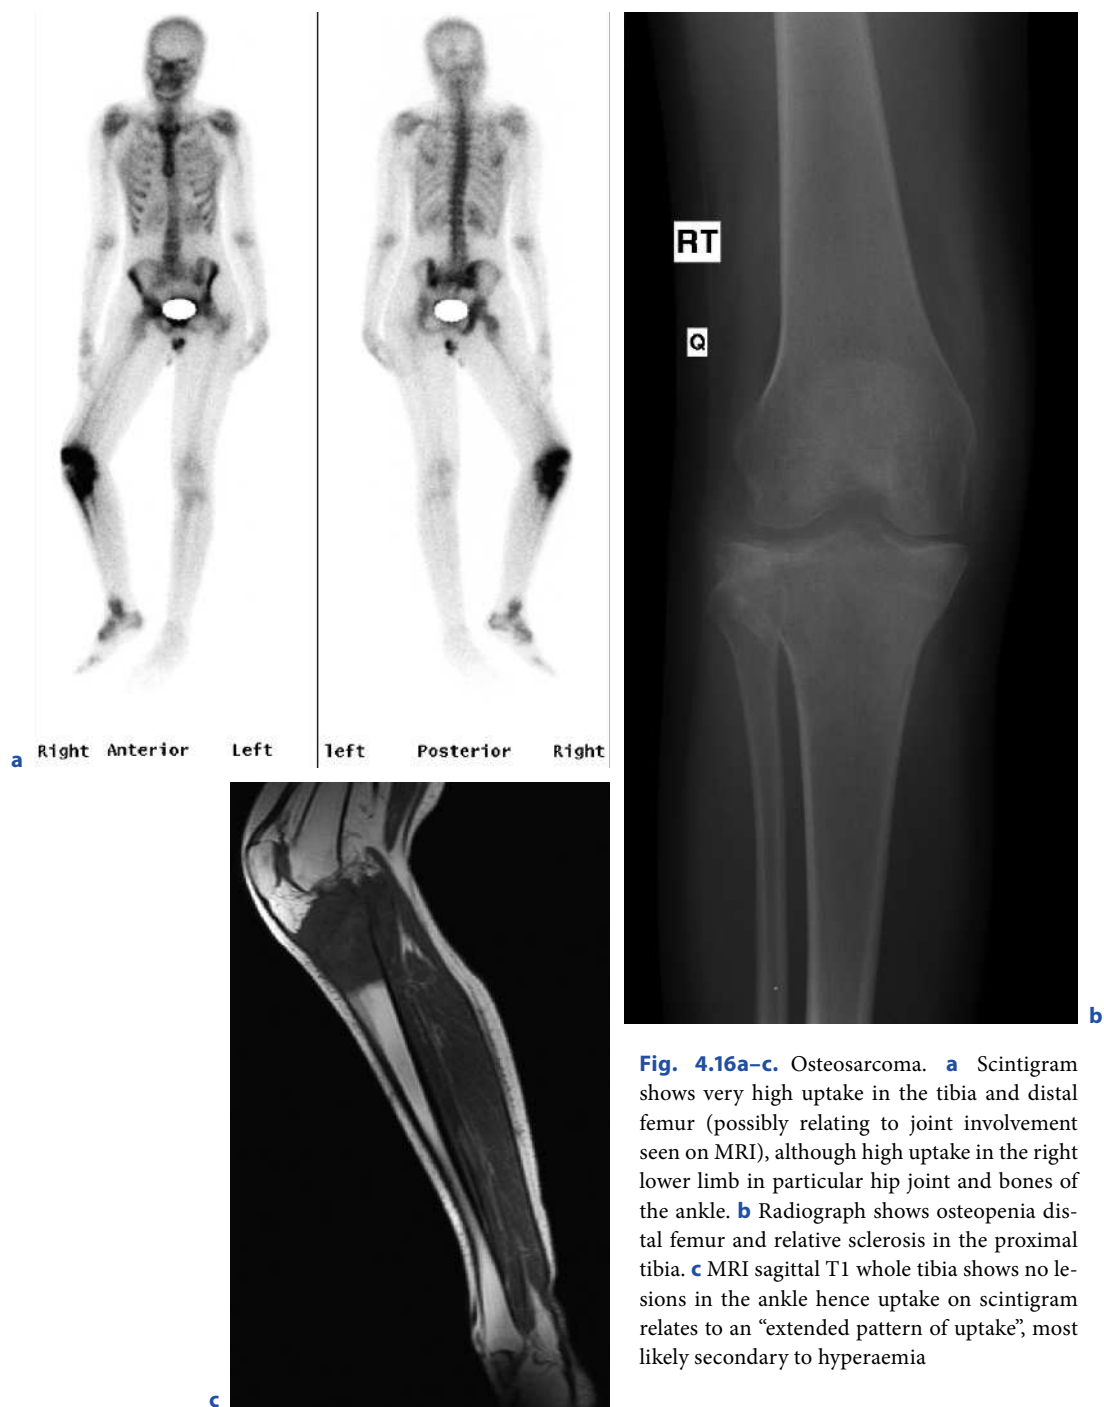 RT
Q
a
Right Anterior Left
left Posterior Right
b
c
Fig. 4.16a–c. Osteosarcoma. a Scintigram
shows very high uptake in the tibia and distal
femur (possibly relating to joint involvement
seen on MRI), although high uptake in the right
lower limb in particular hip joint and bones of
the ankle. b Radiograph shows osteopenia dis-
tal femur and relative sclerosis in the proximal
tibia. c MRI sagittal T1 whole tibia shows no le-
sions in the ankle hence uptake on scintigram
relates to an “extended pattern of uptake”, most
likely secondary to hyperaemia